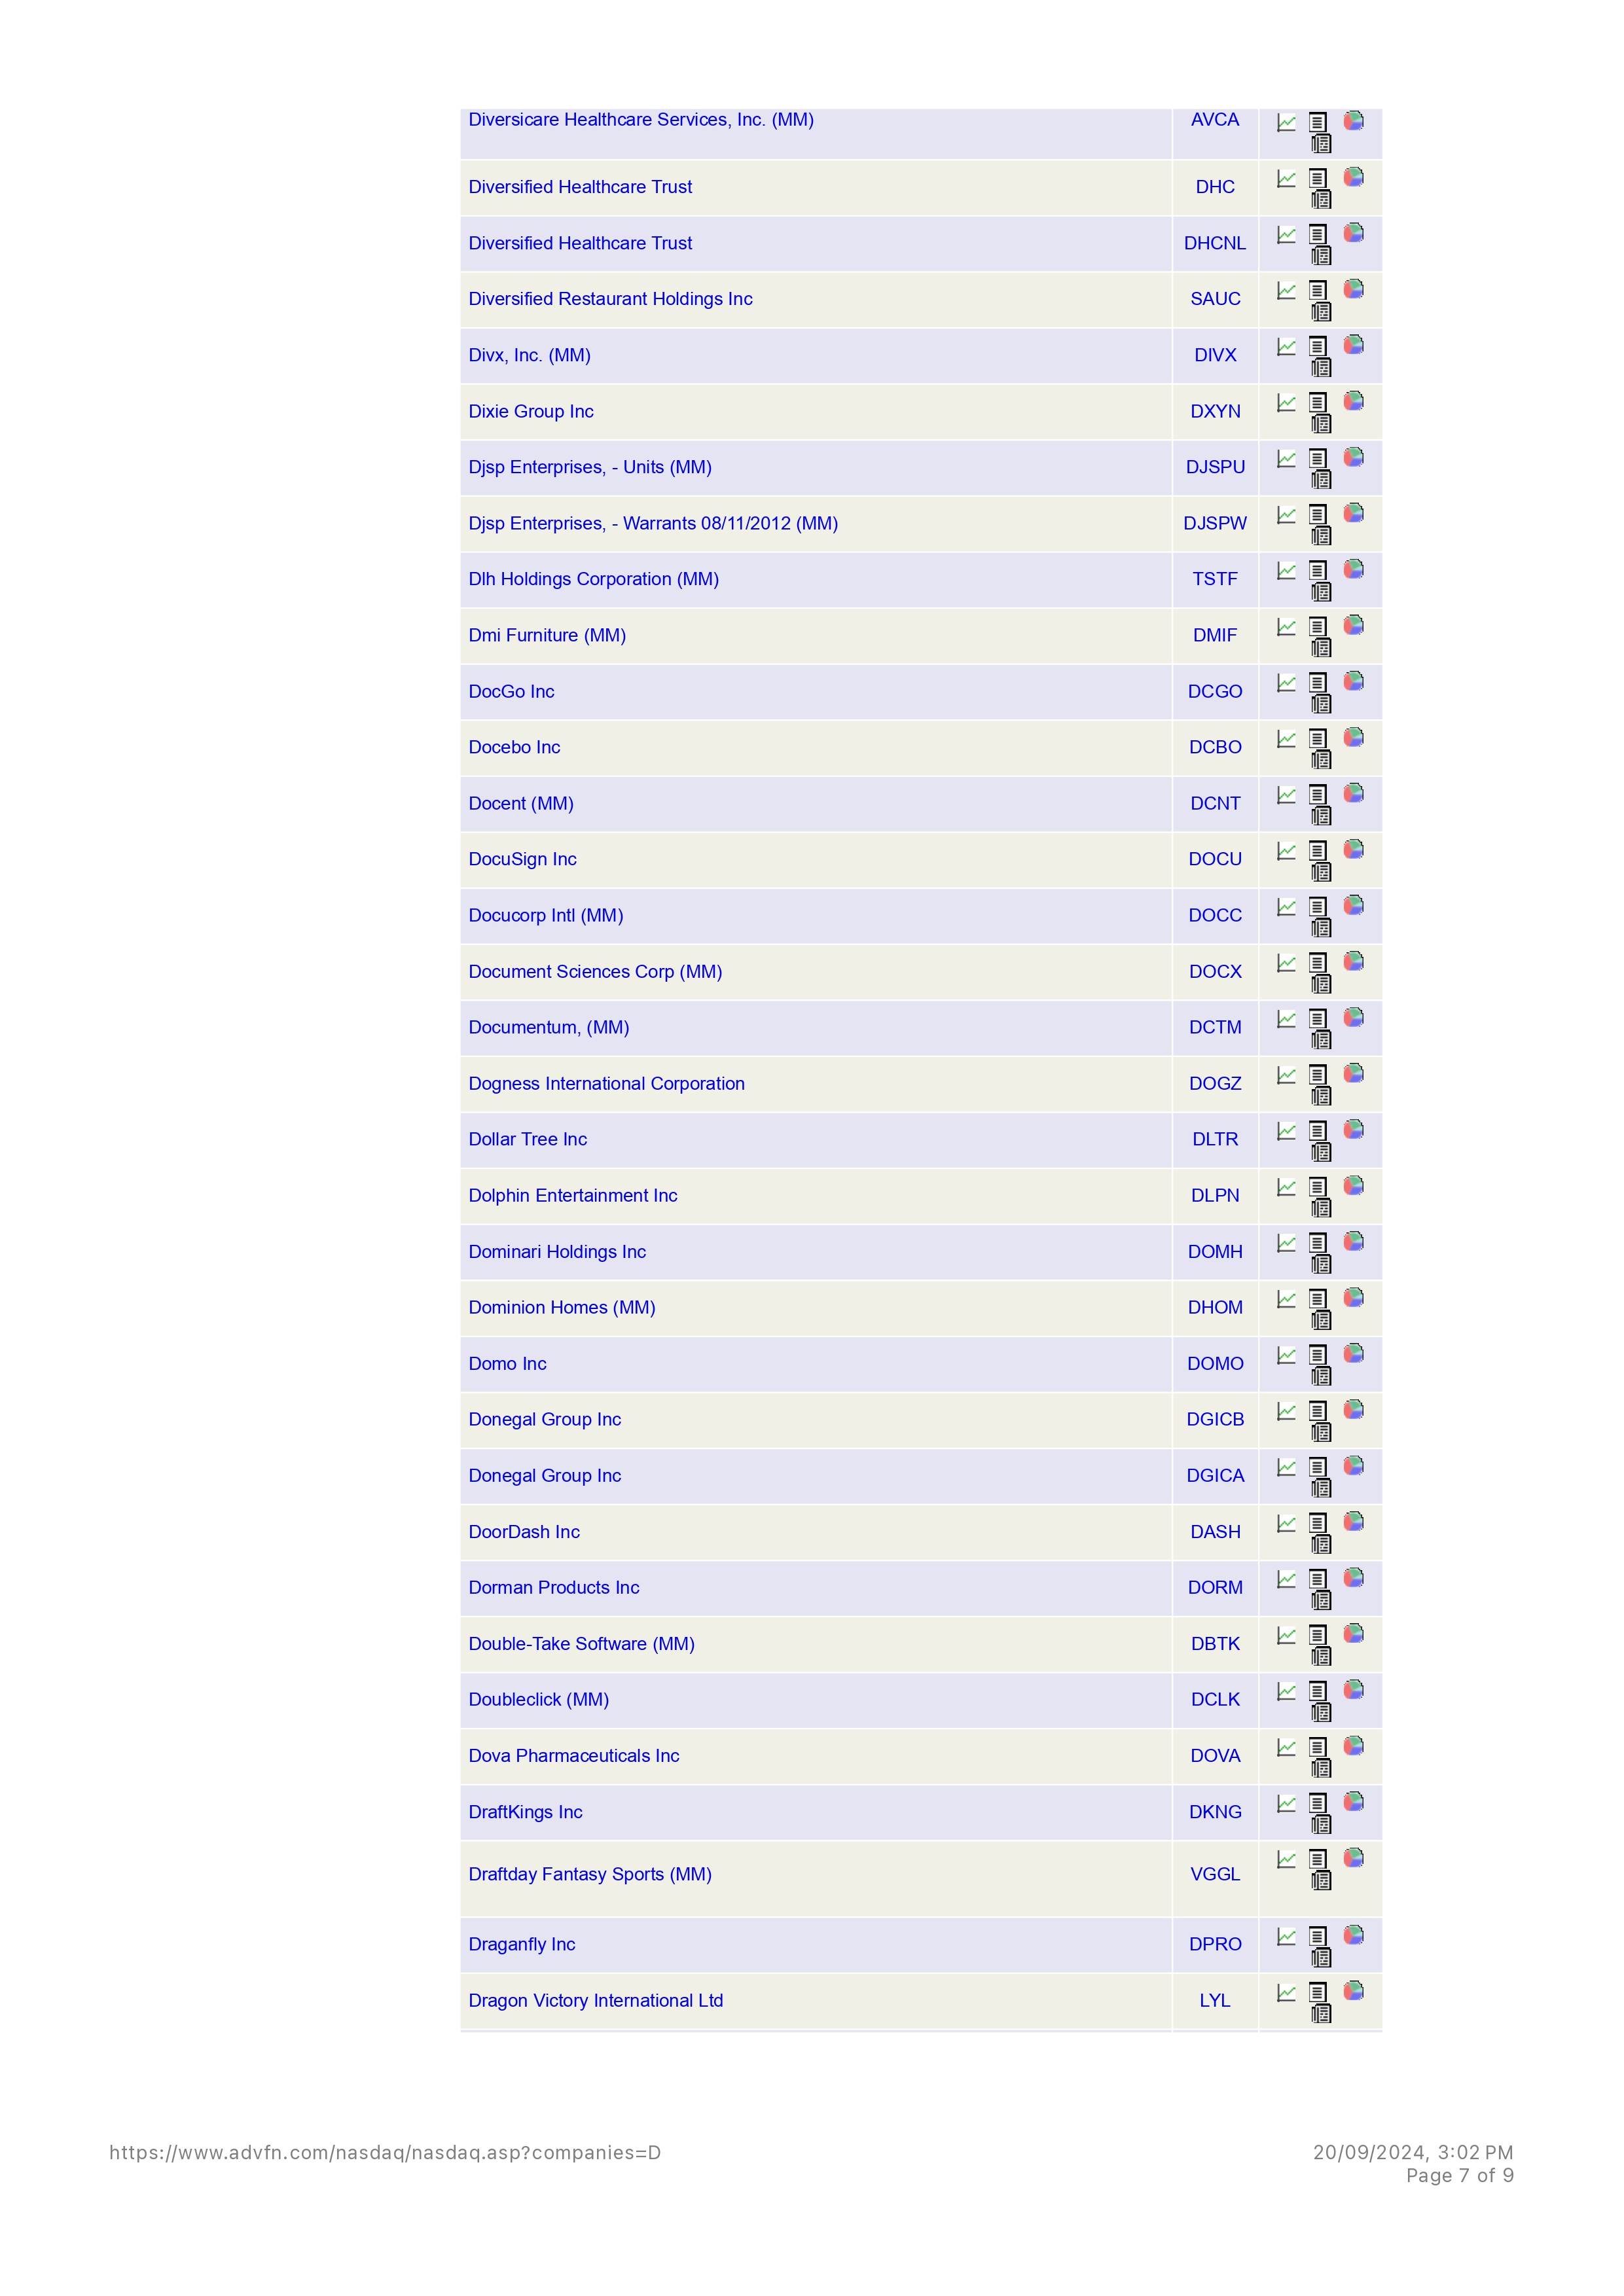 Diversicare Healthcare Services, Inc. (MM) AVCA
Diversified Healthcare Trust DHC
Diversified Healthcare Trust DHCNL
Diversified Restaurant Holdings Inc SAUC
Divx, Inc. (MM) DIVX
Dixie Group Inc DXYN
Djsp Enterprises, - Units (MM) DJSPU
Djsp Enterprises, - Warrants 08/11/2012 (MM) DJSPW
Dlh Holdings Corporation (MM) TSTF
Dmi Furniture (MM) DMIF
DocGo Inc DCGO
Docebo Inc DCBO
Docent (MM) DCNT
DocuSign Inc DOCU
Docucorp Intl (MM) DOCC
Document Sciences Corp (MM) DOCX
Documentum, (MM) DCTM
Dogness International Corporation DOGZ
Dollar Tree Inc DLTR
Dolphin Entertainment Inc DLPN
Dominari Holdings Inc DOMH
Dominion Homes (MM) DHOM
Domo Inc DOMO
Donegal Group Inc DGICB
Donegal Group Inc DGICA
DoorDash Inc DASH
Dorman Products Inc DORM
Double-Take Software (MM) DBTK
Doubleclick (MM) DCLK
Dova Pharmaceuticals Inc DOVA
DraftKings Inc DKNG
Draftday Fantasy Sports (MM) VGGL
Draganfly Inc DPRO
Dragon Victory International Ltd LYL
https://www.advfn.com/nasdaq/nasdaq.asp?companies=D 20/09/2024, 3:02 PM
Page 7 of 9